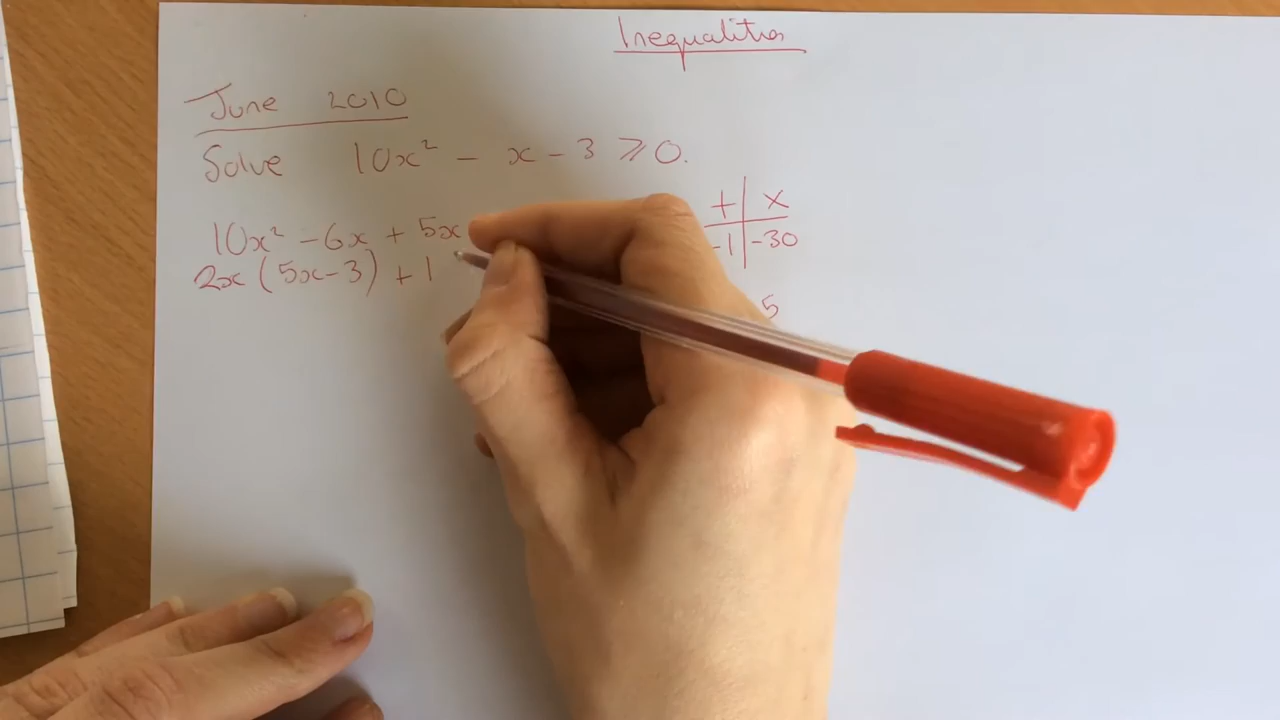 Inequalities
June 2010
Solve 10x² - x - 3 ⩾ 0.
+ | x
-1 | -30
10x² - 6x + 5x
2x (5x-3) + 1
5